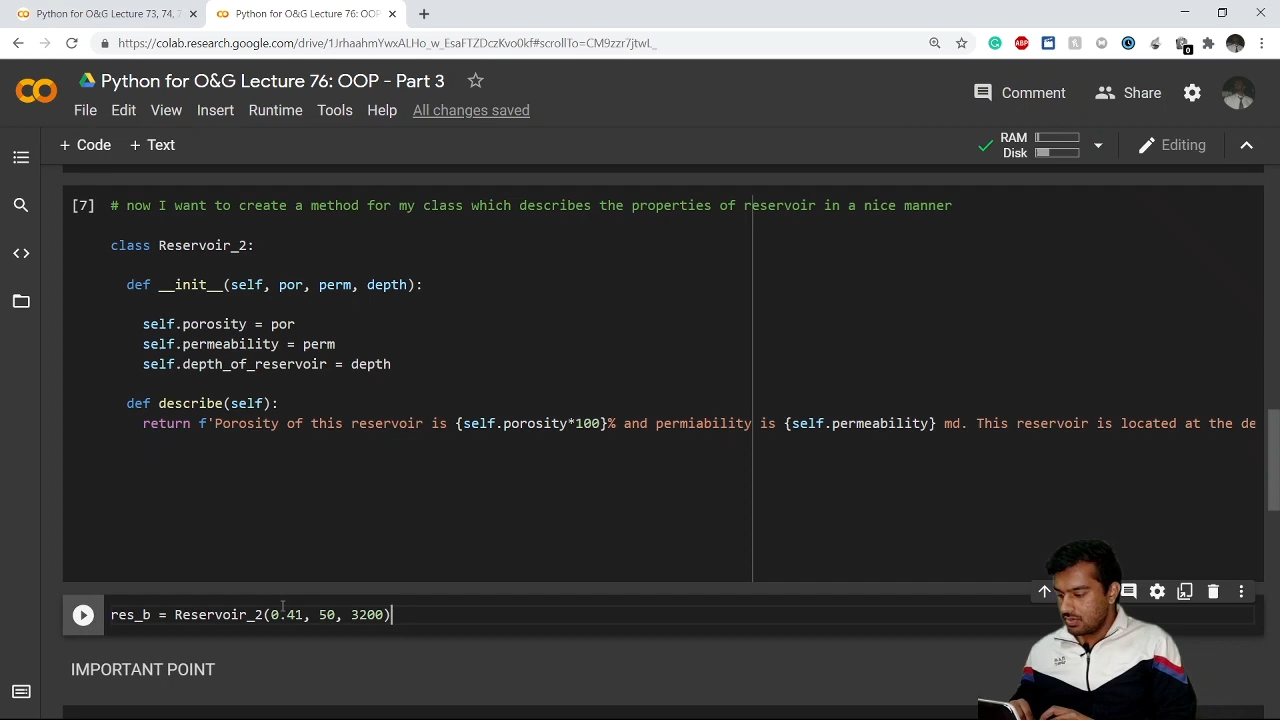 Python for O&G Lecture 73, 74, 7
Python for O&G Lecture 76: OOP -
https://colab.research.google.com/drive/1JrhaahnYwxALHo_w_EsaFTZDczKvo0kf#scrollTo=CM9zzr7jtwL_
Python for O&G Lecture 76: OOP - Part 3
Comment
Share
File Edit View Insert Runtime Tools Help All changes saved
+ Code + Text
RAM
Disk
Editing
[7] # now I want to create a method for my class which describes the properties of reservoir in a nice manner
class Reservoir_2:
def __init__(self, por, perm, depth):
self.porosity = por
self.permeability = perm
self.depth_of_reservoir = depth
def describe(self):
return f'Porosity of this reservoir is {self.porosity*100}% and permiability is {self.permeability} md. This reservoir is located at the de
res_b = Reservoir_2(0.41, 50, 3200)
IMPORTANT POINT